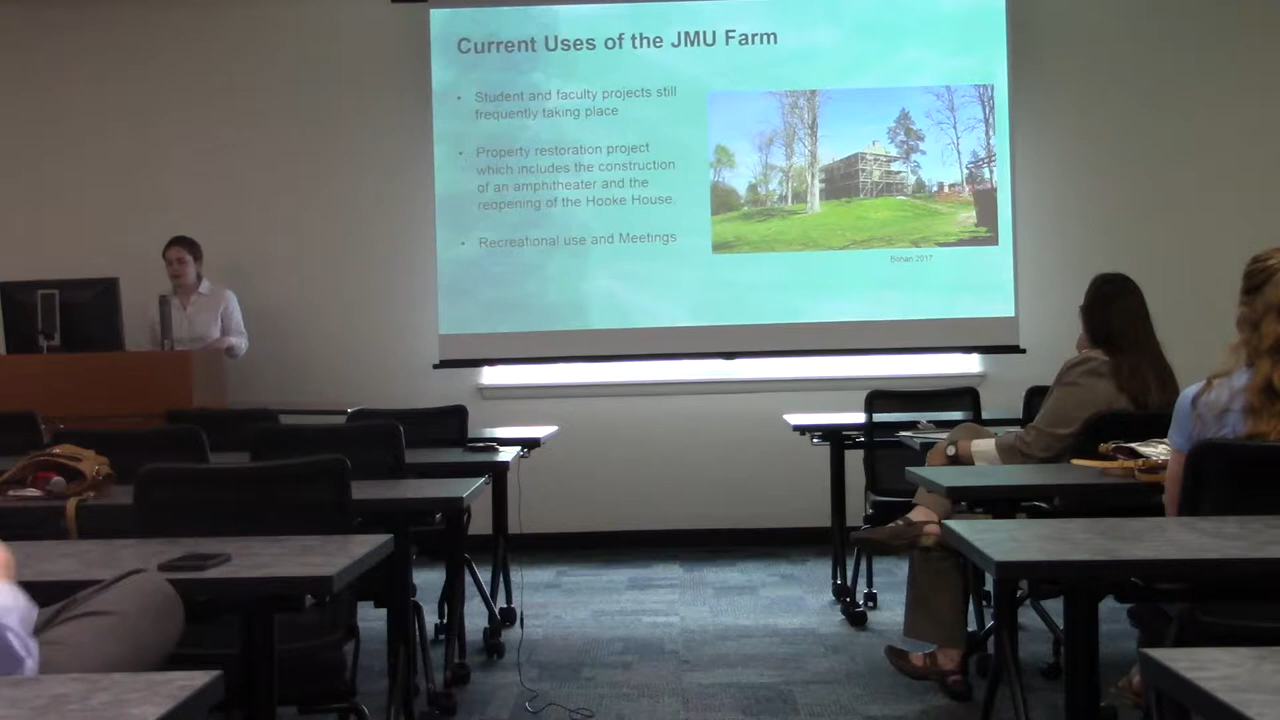 Current Uses of the JMU Farm
• Student and faculty projects still
frequently taking place
• Property restoration project
which includes the construction
of an amphitheater and the
reopening of the Hooke House.
• Recreational use and Meetings
Bohan 2017